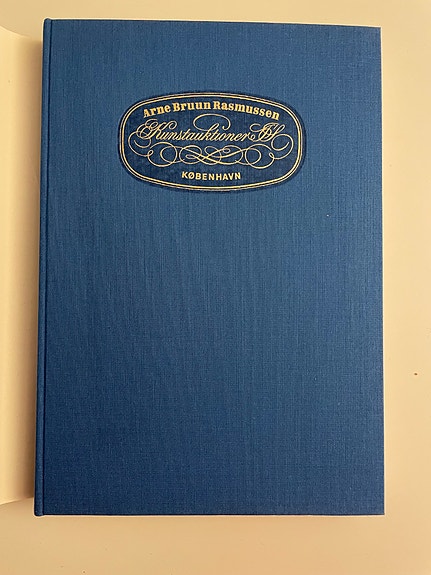 Arne Bruun Rasmussen
Kunstauktioner A/S
KØBENHAVN